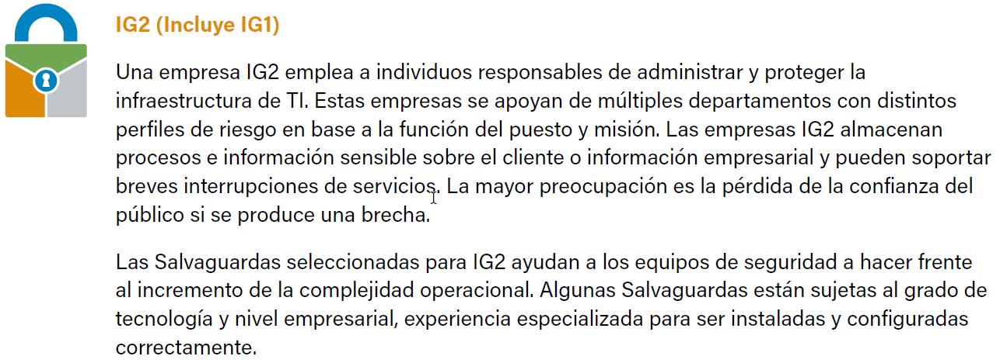 IG2 (Incluye IG1)
Una empresa IG2 emplea a individuos responsables de administrar y proteger la
infraestructura de TI. Estas empresas se apoyan de múltiples departamentos con distintos
perfiles de riesgo en base a la función del puesto y misión. Las empresas IG2 almacenan
procesos e información sensible sobre el cliente o información empresarial y pueden soportar
breves interrupciones de servicios. La mayor preocupación es la pérdida de la confianza del
público si se produce una brecha.
Las Salvaguardas seleccionadas para IG2 ayudan a los equipos de seguridad a hacer frente
al incremento de la complejidad operacional. Algunas Salvaguardas están sujetas al grado de
tecnología y nivel empresarial, experiencia especializada para ser instaladas y configuradas
correctamente.